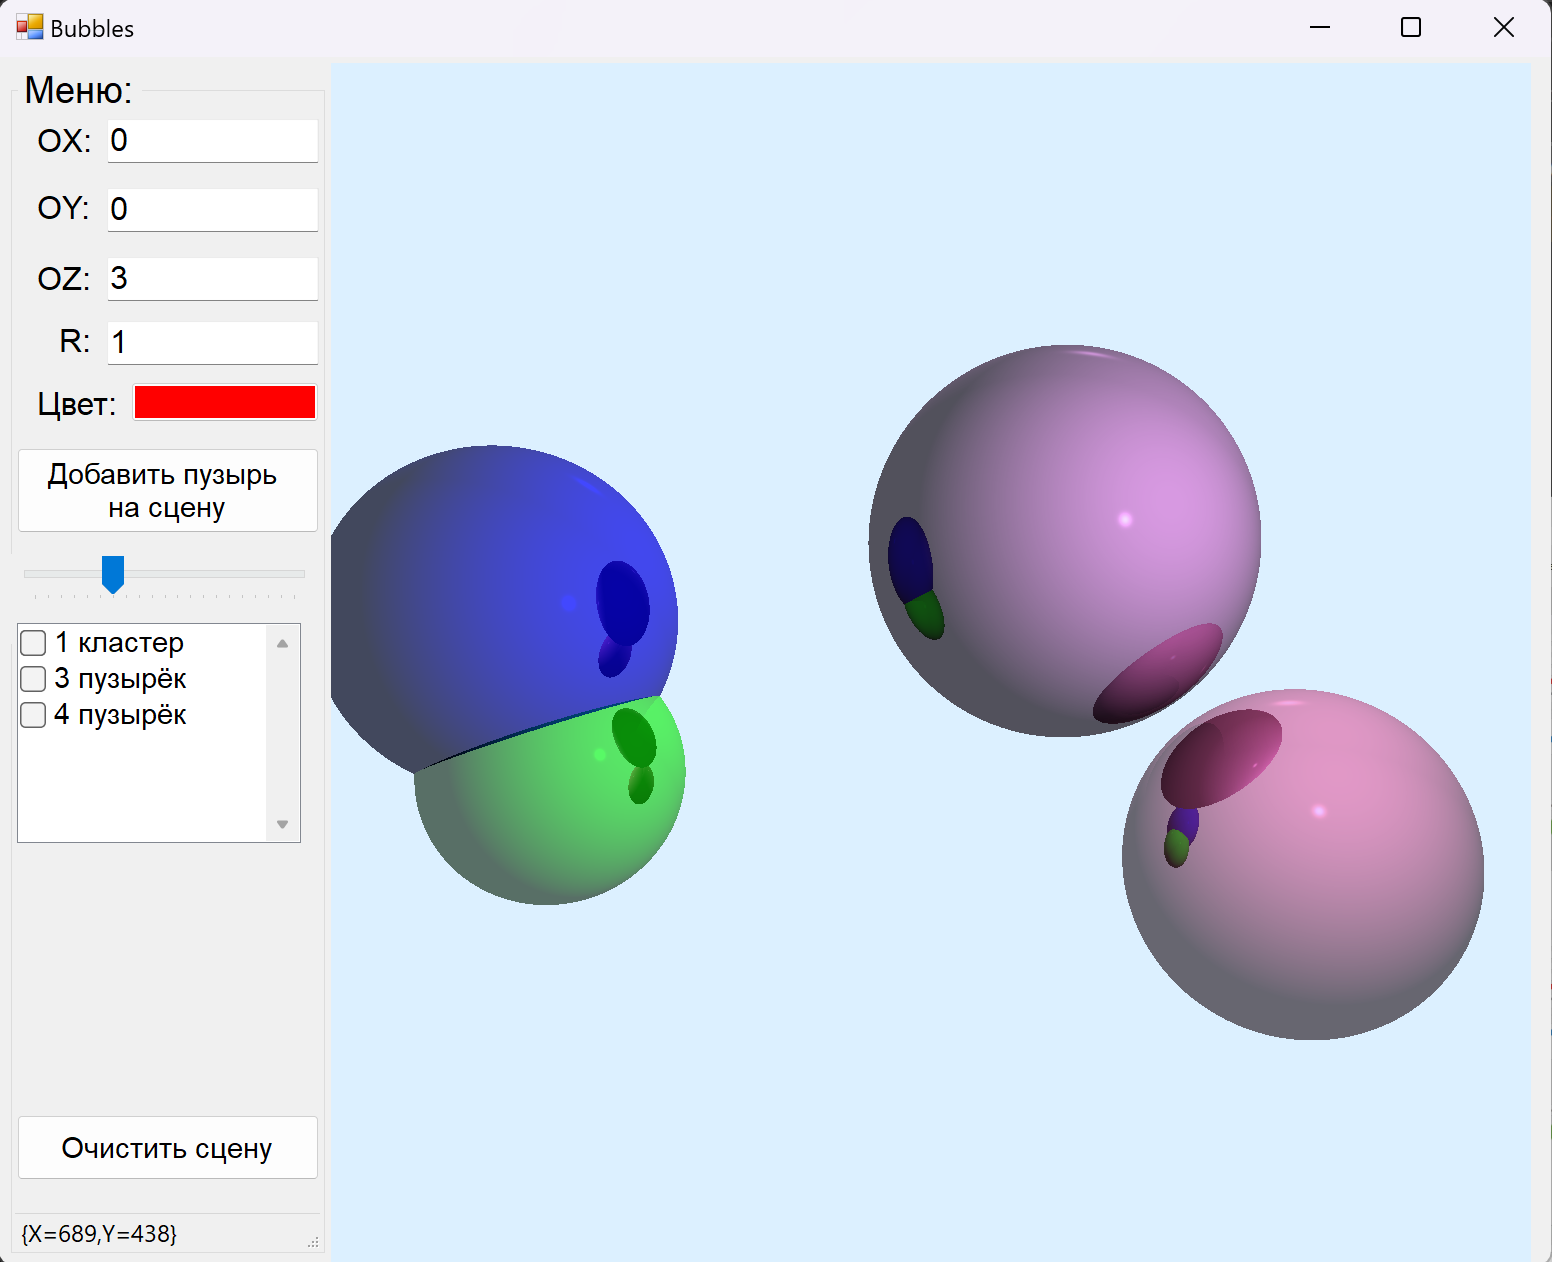 Bubbles
Меню:
OX: 0
OY: 0
OZ: 3
R: 1
Цвет:
Добавить пузырь
на сцену
1 кластер
3 пузырёк
4 пузырёк
Очистить сцену
{X=689,Y=438}